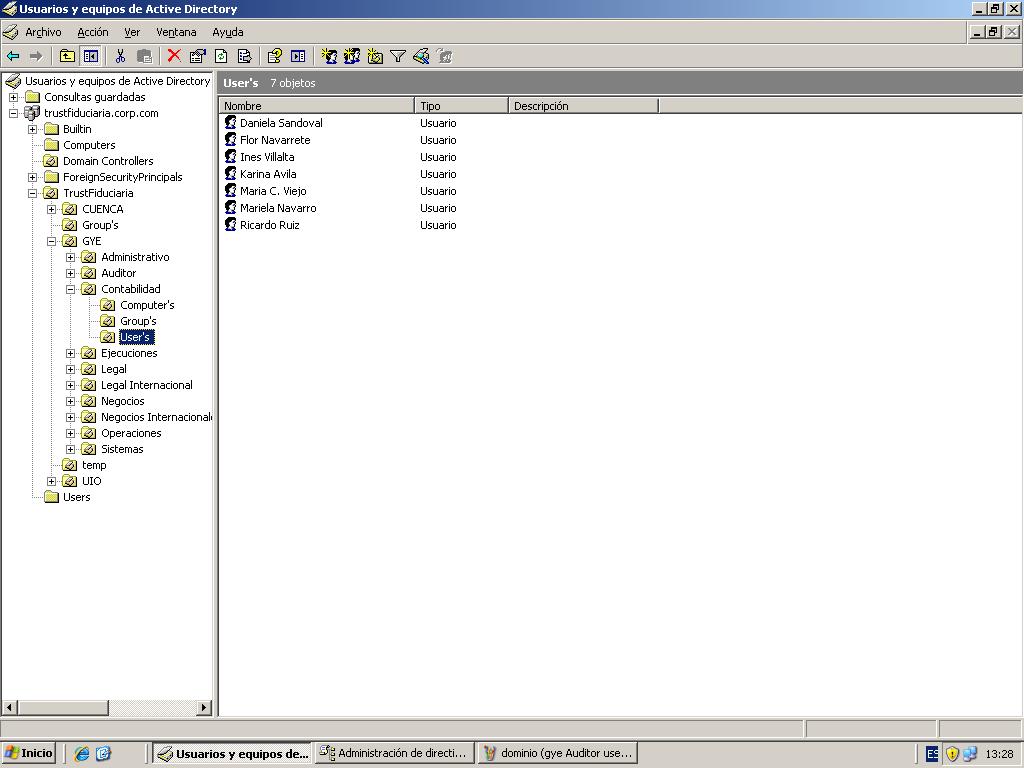 Usuarios y equipos de Active Directory
Archivo Acción Ver Ventana Ayuda
Usuarios y equipos de Active Directory
Consultas guardadas
trustfiduciaria.corp.com
Builtin
Computers
Domain Controllers
ForeignSecurityPrincipals
TrustFiduciaria
CUENCA
Group's
GYE
Administrativo
Auditor
Contabilidad
Computer's
Group's
User's
Ejecuciones
Legal
Legal Internacional
Negocios
Negocios Internacional
Operaciones
Sistemas
temp
UIO
Users
User's 7 objetos
Nombre Tipo Descripción
Daniela Sandoval Usuario
Flor Navarrete Usuario
Ines Villalta Usuario
Karina Avila Usuario
Maria C. Viejo Usuario
Mariela Navarro Usuario
Ricardo Ruiz Usuario
Inicio Usuarios y equipos de... Administración de directi... dominio (gye Auditor use... ES 13:28